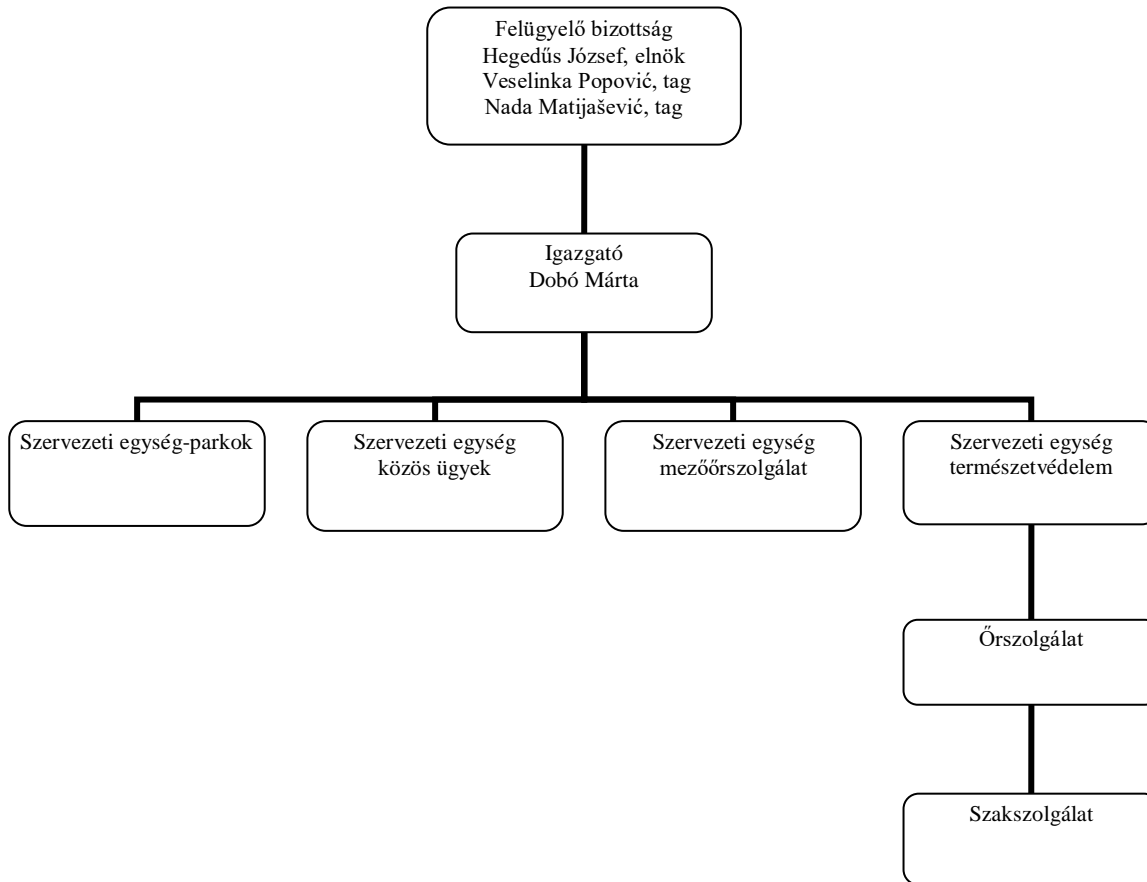 Felügyelő bizottság
Hegedűs József, elnök
Veselinka Popović, tag
Nada Matijašević, tag
Igazgató
Dobó Márta
Szervezeti egység-parkok
Szervezeti egység
közös ügyek
Szervezeti egység
mezőőrszolgálat
Szervezeti egység
természetvédelem
Őrszolgálat
Szakszolgálat